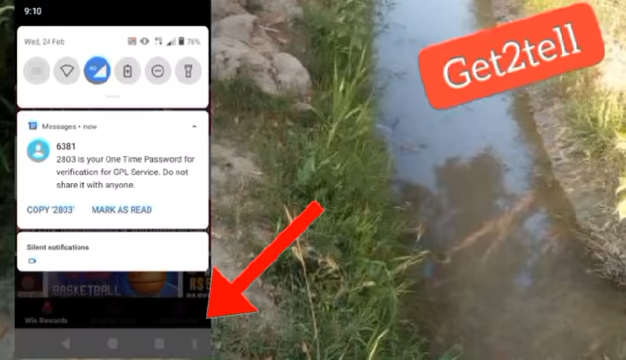 9:10
Get2tell
Wed, 24 Feb
76%
Messages • now
6381
2803 is your One Time Password for
verification for GPL Service. Do not
share it with anyone.
COPY '2803' MARK AS READ
Silent notifications
BASKETBALL
RS
Win Rewards